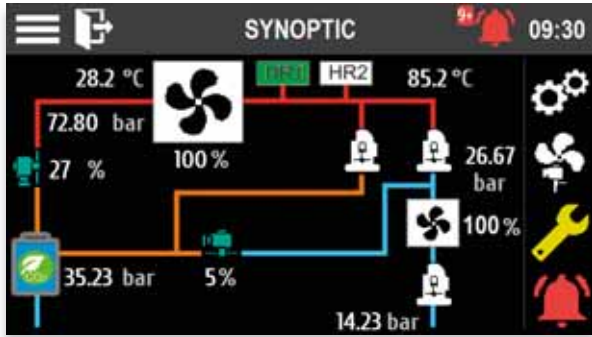 SYNOPTIC
9+
09:30
28.2 °C
HR1
HR2
85.2 °C
72.80 bar
100 %
27 %
26.67
bar
100 %
35.23 bar
5%
14.23 bar